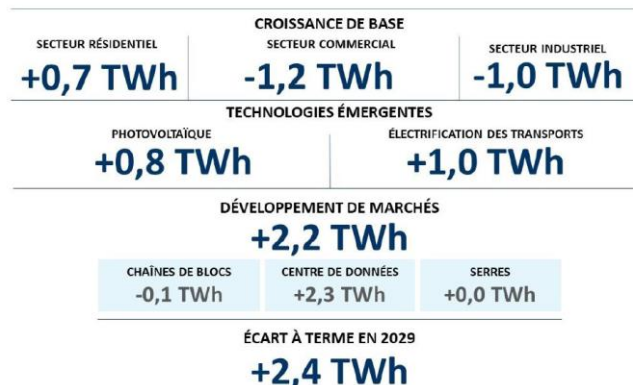 CROISSANCE DE BASE
SECTEUR RÉSIDENTIEL
SECTEUR COMMERCIAL
SECTEUR INDUSTRIEL
+0,7 TWh
-1,2 TWh
-1,0 TWh
TECHNOLOGIES ÉMERGENTES
PHOTOVOLTAÏQUE
ÉLECTRIFICATION DES TRANSPORTS
+0,8 TWh
+1,0 TWh
DÉVELOPPEMENT DE MARCHÉS
+2,2 TWh
CHAÎNES DE BLOCS
CENTRE DE DONNÉES
SERRES
-0,1 TWh
+2,3 TWh
+0,0 TWh
ÉCART À TERME EN 2029
+2,4 TWh